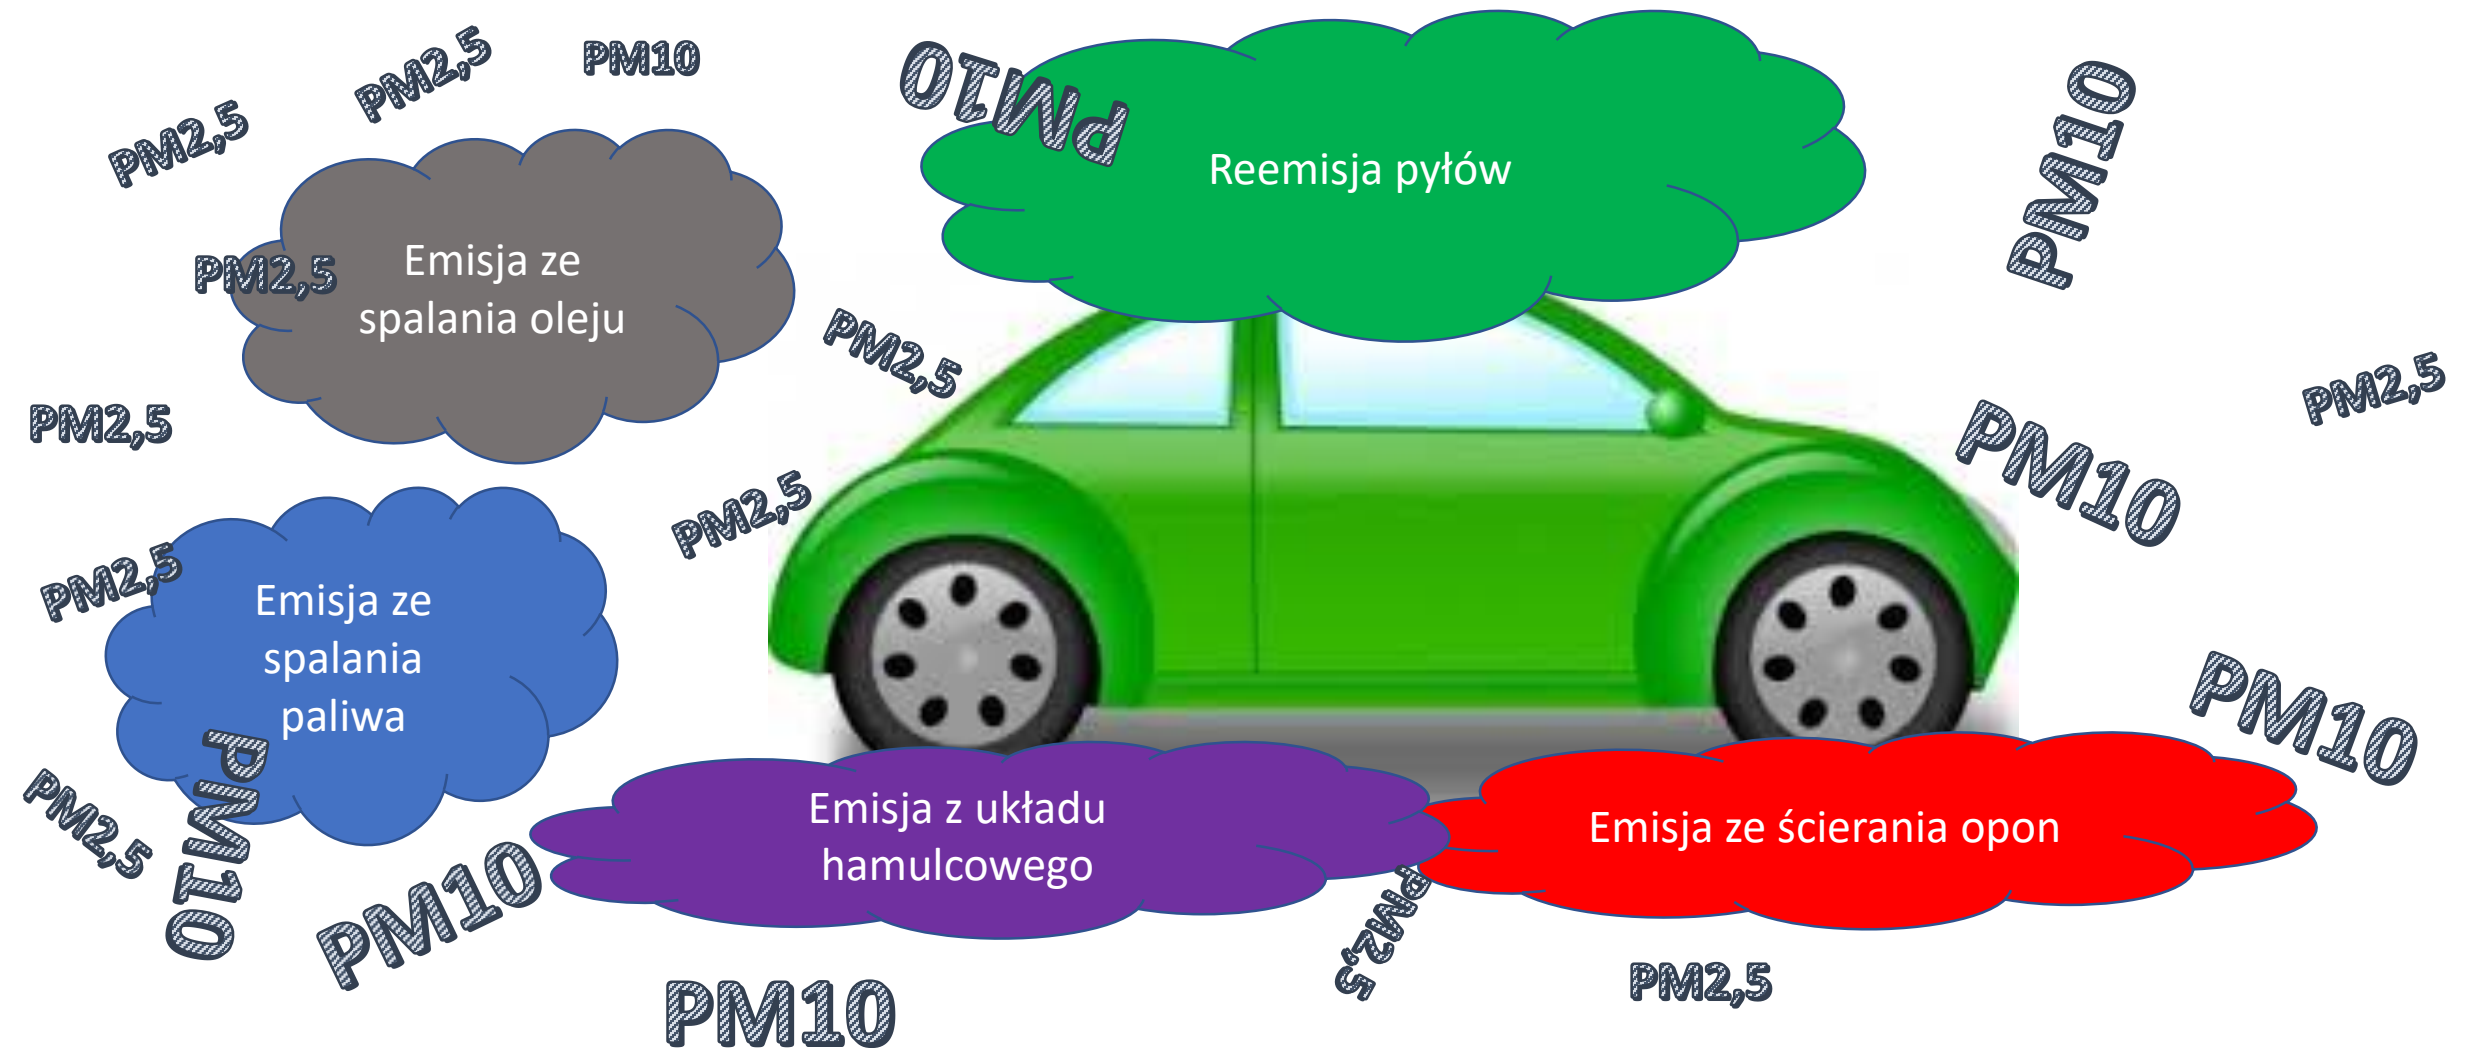 PM2,5
PM10
PM10
PM10
PM2,5
Reemisja pyłów
Emisja ze
spalania oleju
PM2,5
PM2,5
PM2,5
PM2,5
PM10
PM2,5
PM2,5
Emisja ze
spalania
paliwa
PM10
PM10
PM2,5
PM10
Emisja z układu
hamulcowego
Emisja ze ścierania opon
PM2,5
PM2,5
PM10